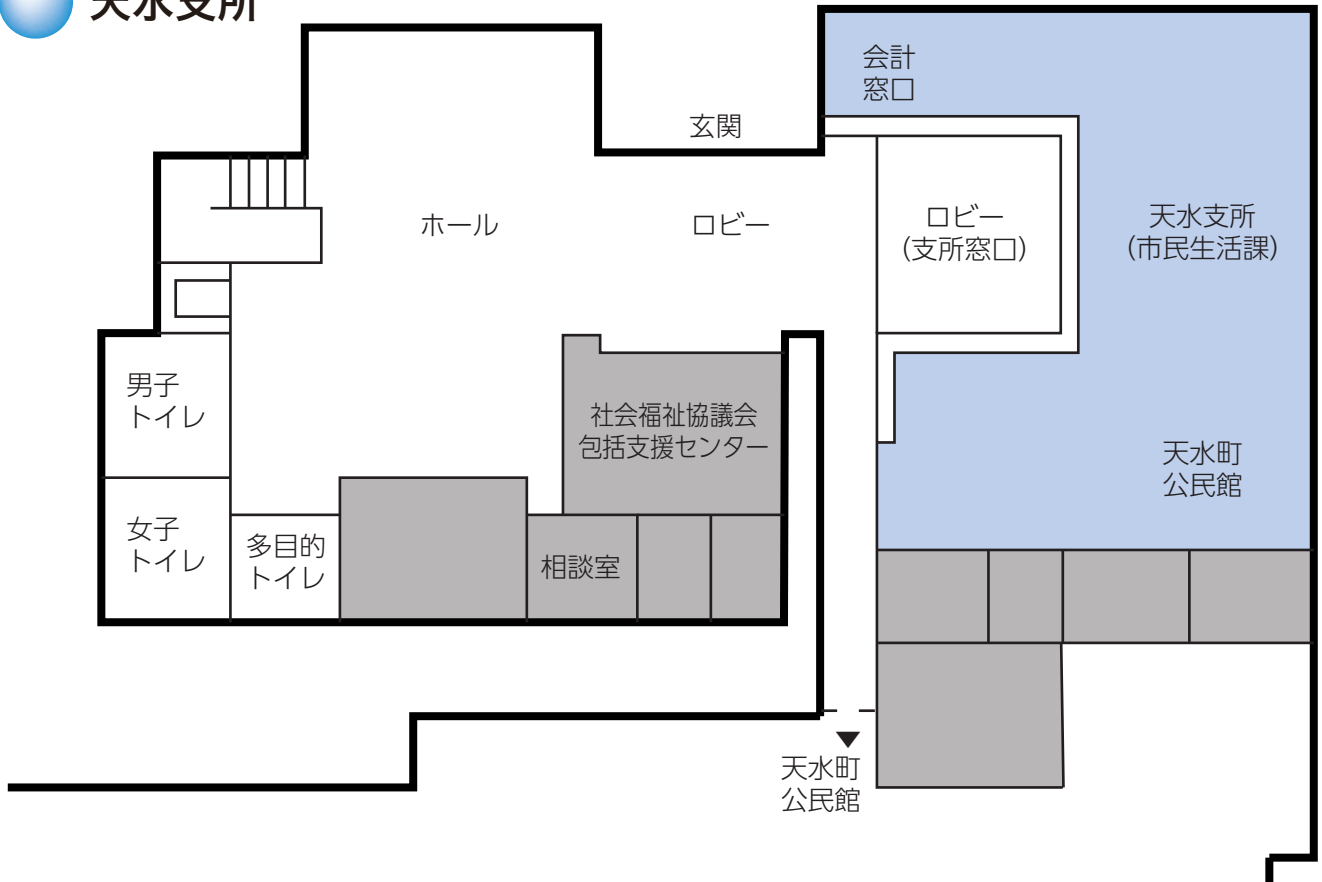 天水支所
会計
窓口
玄関
ホール
ロビー
ロビー
(支所窓口)
天水支所
(市民生活課)
男子
トイレ
社会福祉協議会
包括支援センター
天水町
公民館
女子
トイレ
多目的
トイレ
相談室
▼
天水町
公民館